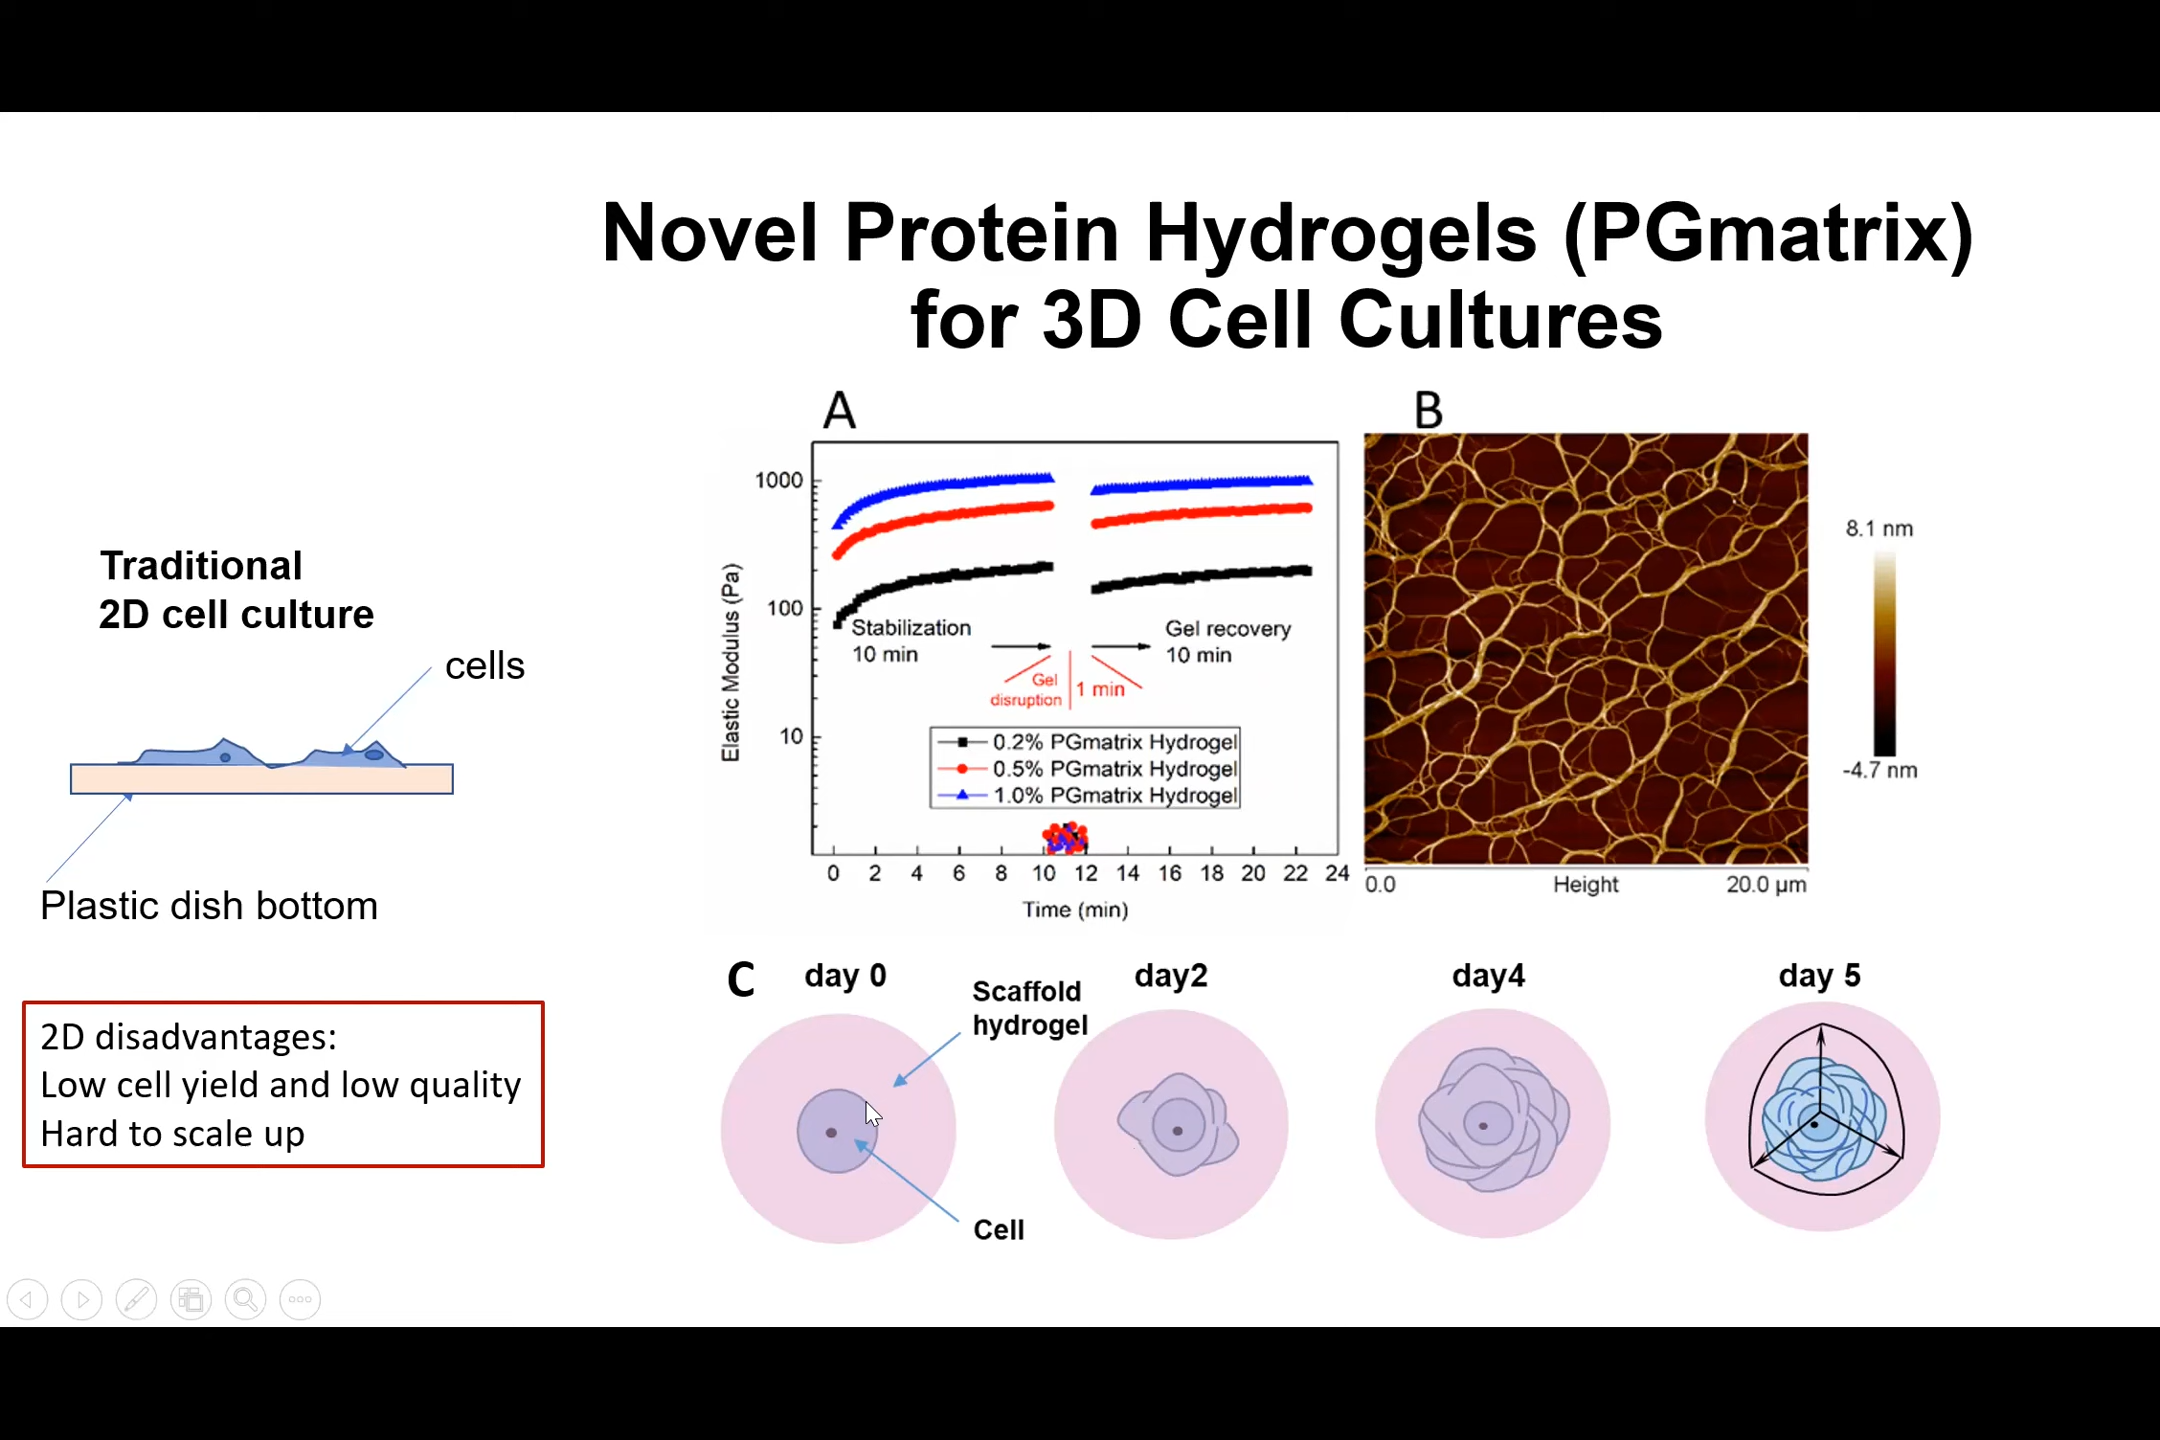 Novel Protein Hydrogels (PGmatrix)
for 3D Cell Cultures
Traditional
2D cell culture
cells
Plastic dish bottom
2D disadvantages:
Low cell yield and low quality
Hard to scale up
A
Elastic Modulus (Pa)
1000
100
10
Stabilization
10 min
Gel recovery
10 min
Gel
disruption
1 min
0.2% PGmatrix Hydrogel
0.5% PGmatrix Hydrogel
1.0% PGmatrix Hydrogel
0 2 4 6 8 10 12 14 16 18 20 22 24
Time (min)
B
8.1 nm
-4.7 nm
0.0 Height 20.0 µm
C
day 0
Scaffold
hydrogel
Cell
day2
day4
day 5